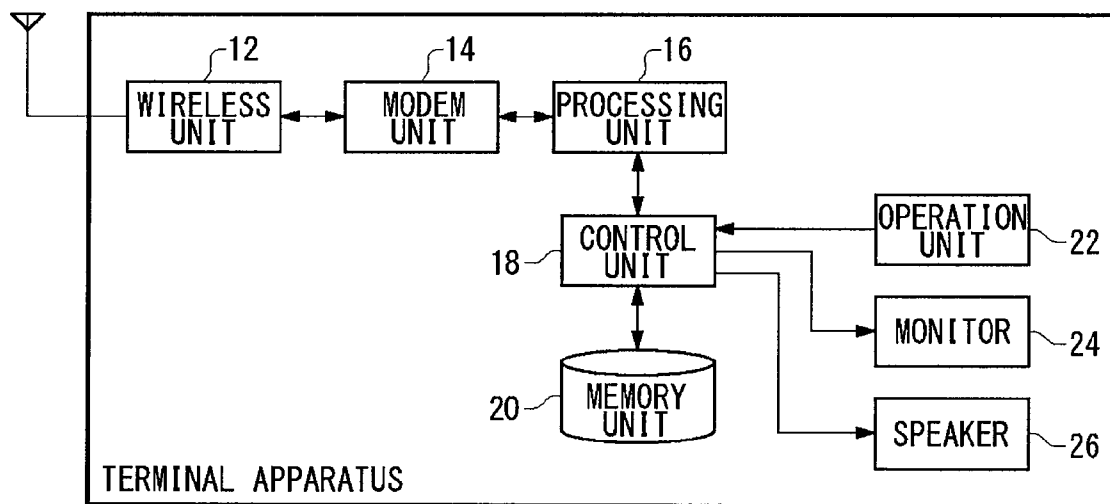 12
14
16
WIRELESS
UNIT
MODEM
UNIT
PROCESSING
UNIT
18
CONTROL
UNIT
OPERATION
UNIT
22
MONITOR
24
20
MEMORY
UNIT
SPEAKER
26
TERMINAL APPARATUS